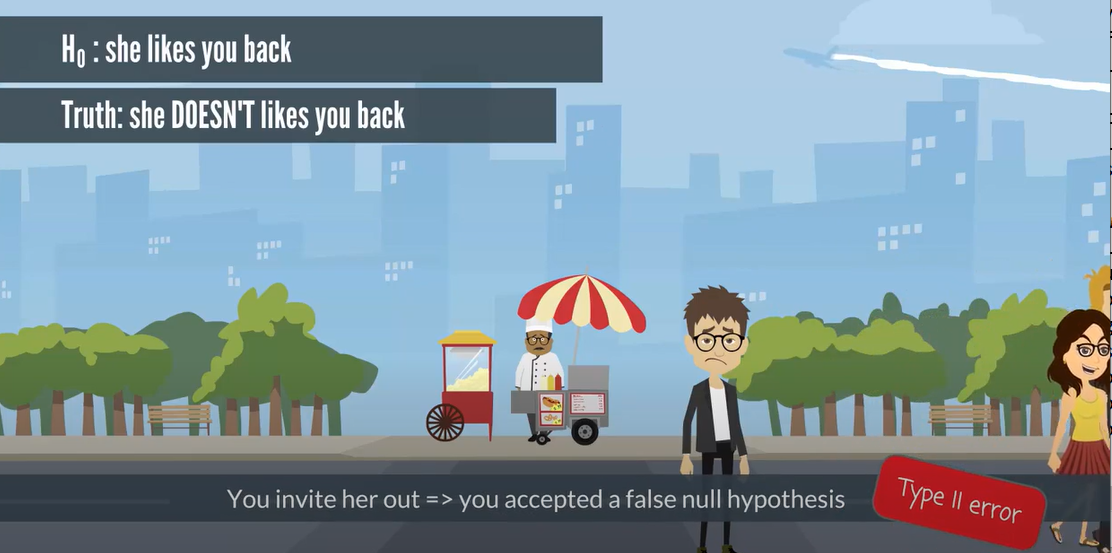 H₀ : she likes you back
Truth: she DOESN'T likes you back
You invite her out => you accepted a false null hypothesis
Type II error